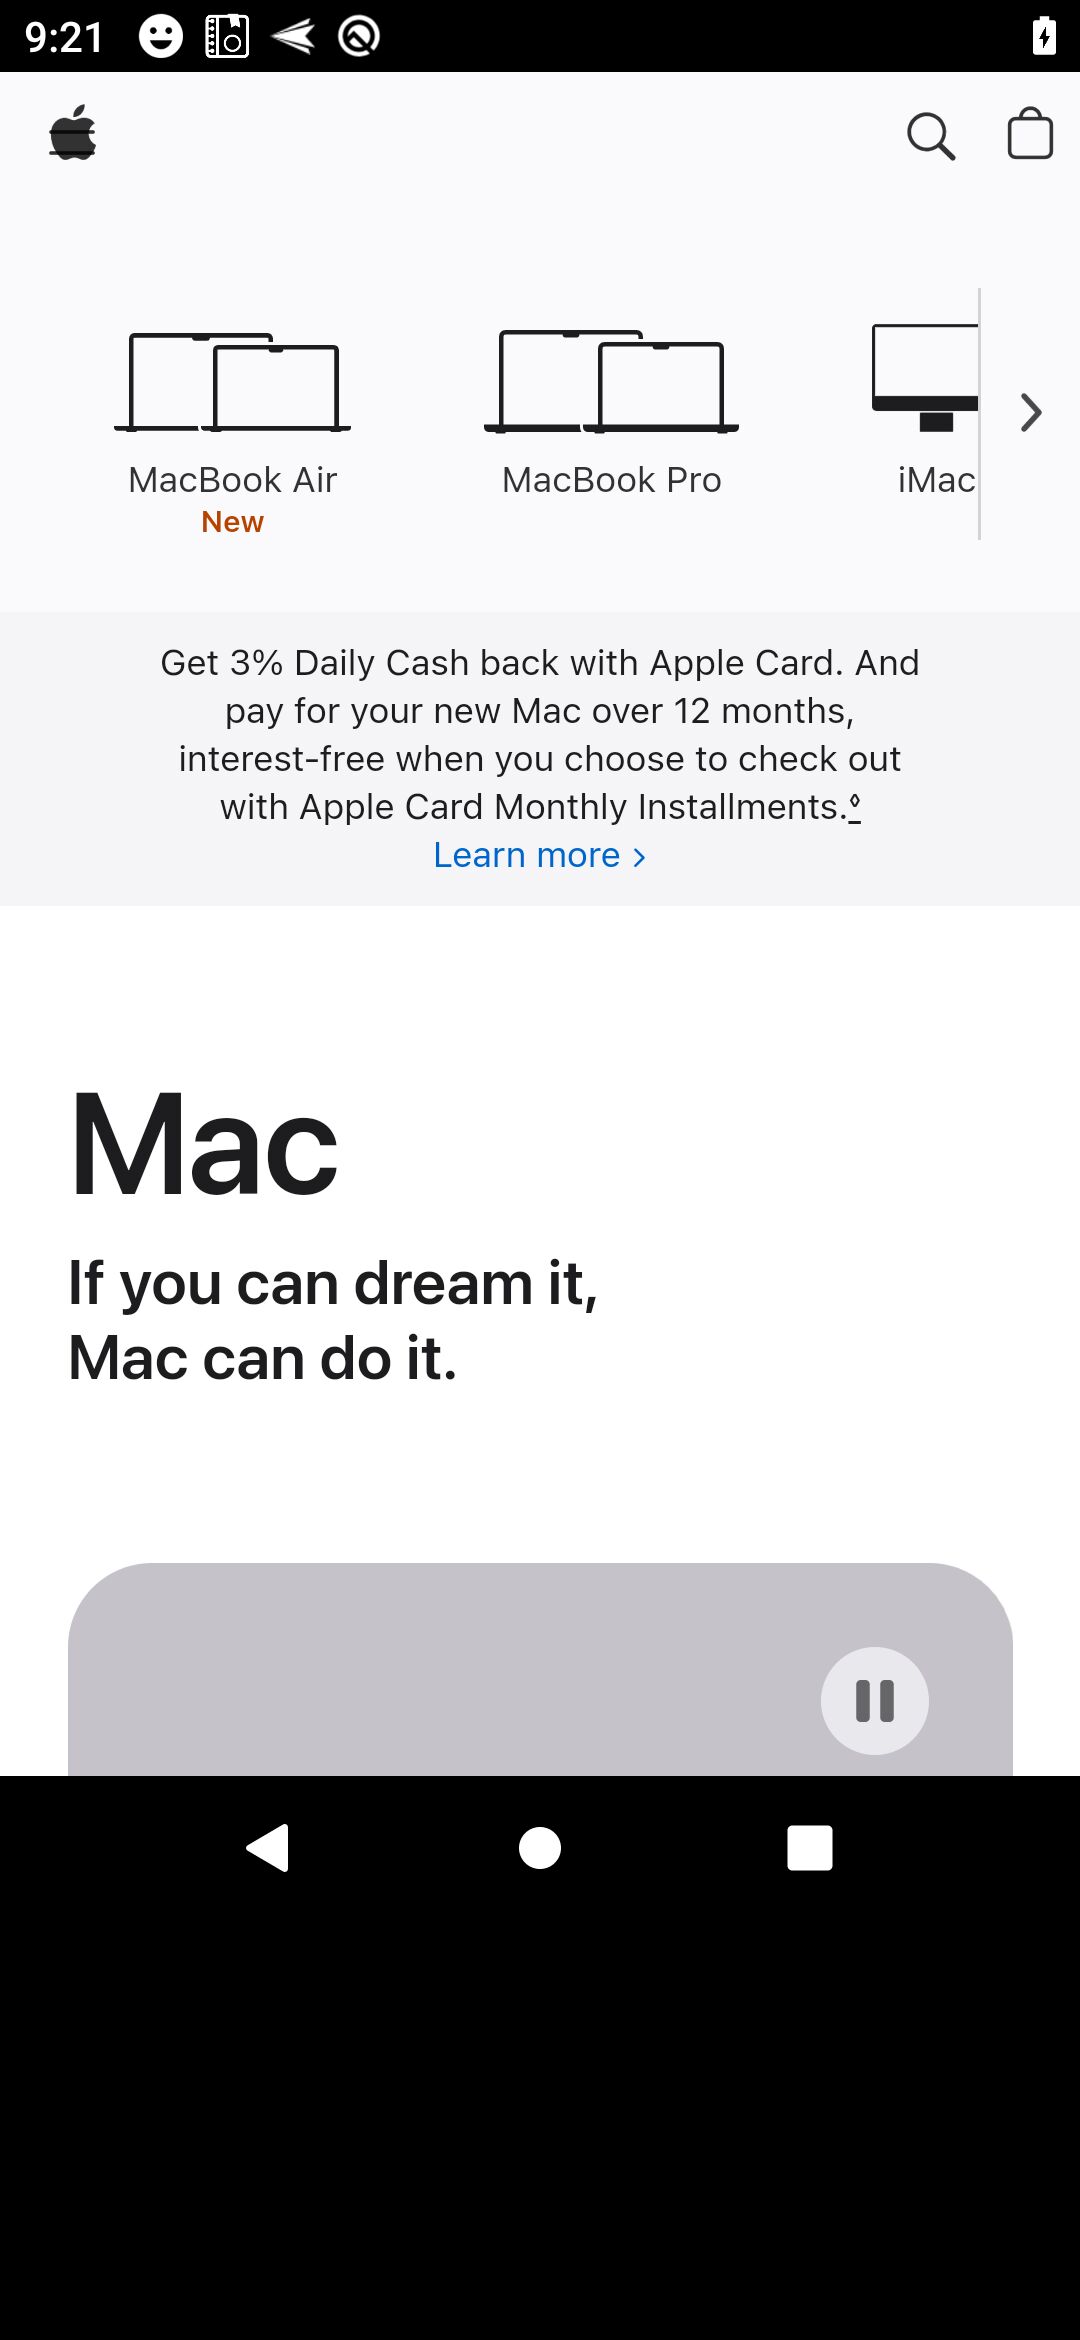 9:21
MacBook Air
New
MacBook Pro
iMac
Get 3% Daily Cash back with Apple Card. And
pay for your new Mac over 12 months,
interest-free when you choose to check out
with Apple Card Monthly Installments.◊
Learn more >
Mac
If you can dream it,
Mac can do it.